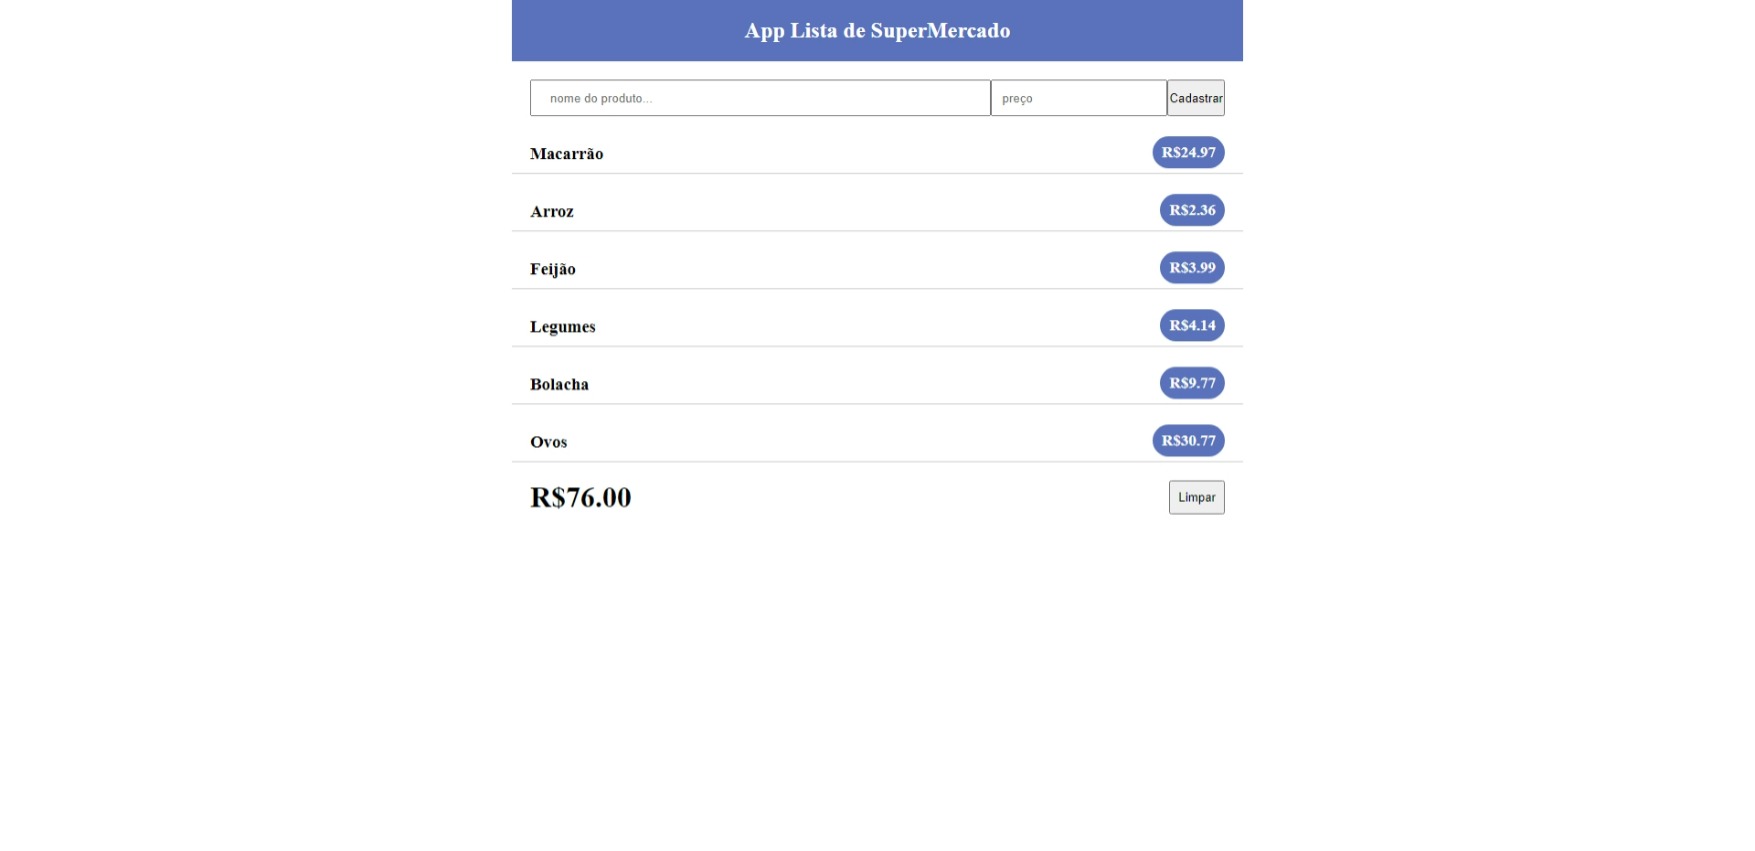 App Lista de SuperMercado
nome do produto... preço Cadastrar
Macarrão R$24.97
Arroz R$2.36
Feijão R$3.99
Legumes R$4.14
Bolacha R$9.77
Ovos R$30.77
R$76.00 Limpar